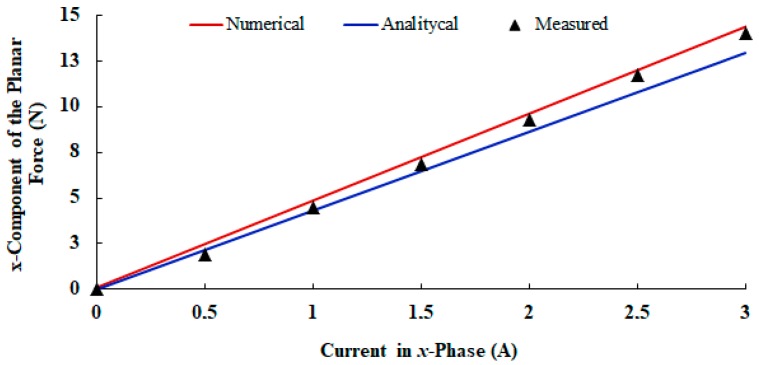 15
13
10
8
5
3
0
x-Component of the Planar
Force (N)
Numerical Analitycal Measured
0 0.5 1 1.5 2 2.5 3
Current in x-Phase (A)